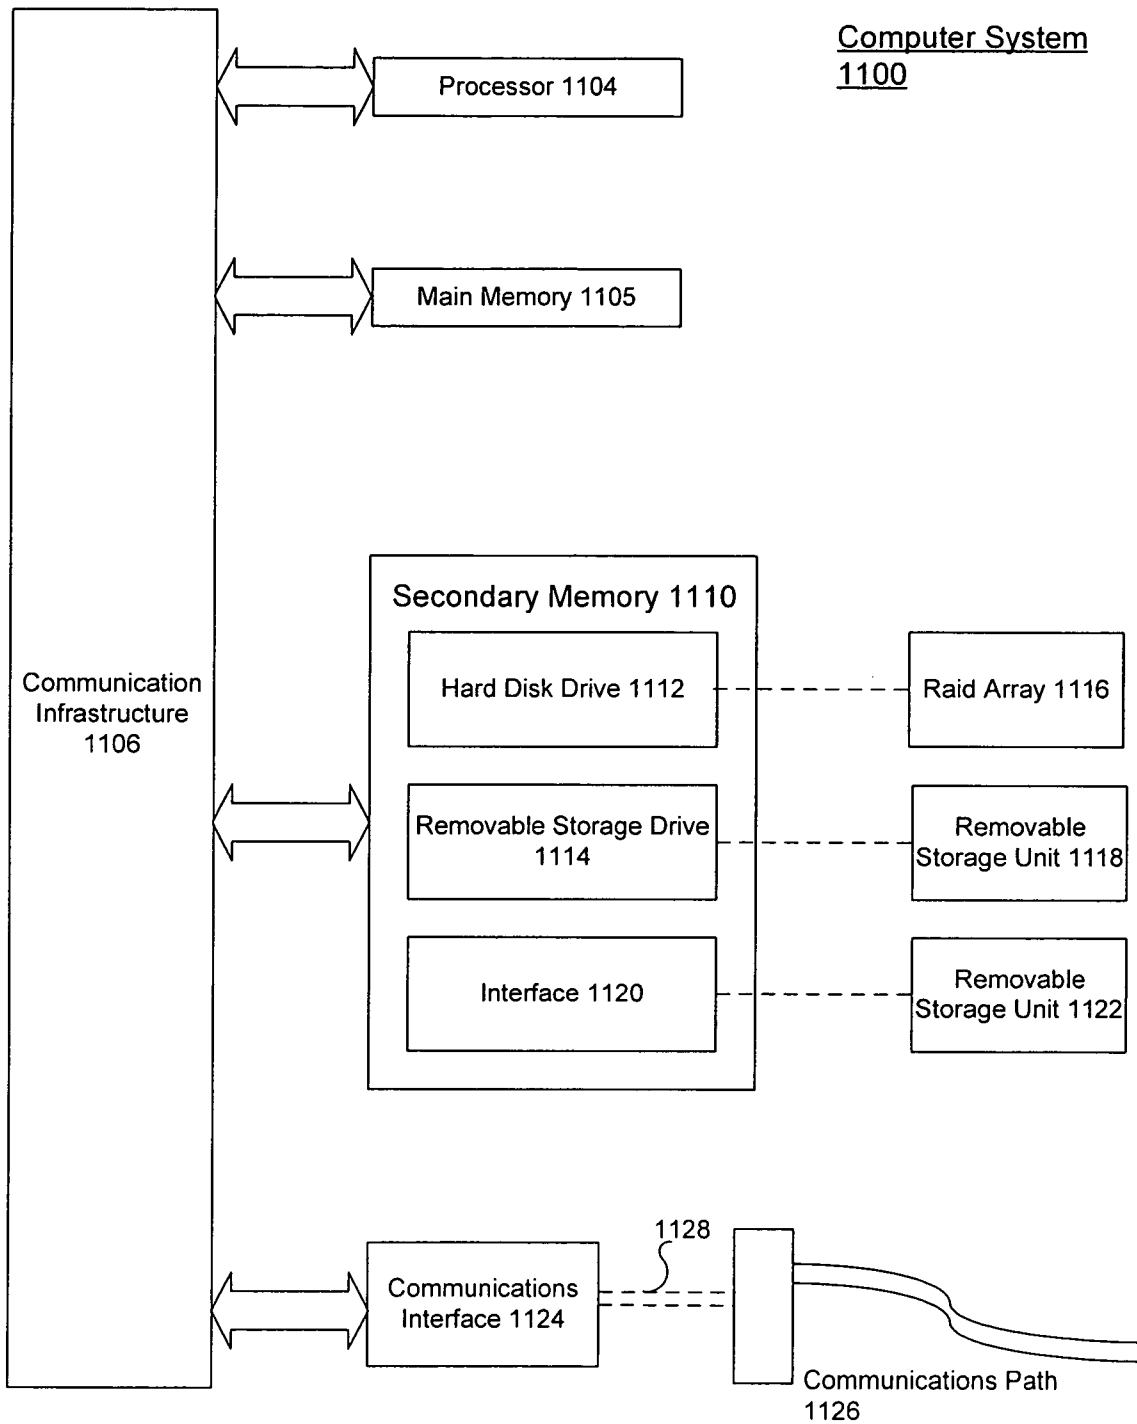 Computer System
1100
Processor 1104
Main Memory 1105
Secondary Memory 1110
Hard Disk Drive 1112
Raid Array 1116
Communication
Infrastructure
1106
Removable Storage Drive
1114
Removable
Storage Unit 1118
Interface 1120
Removable
Storage Unit 1122
1128
Communications
Interface 1124
Communications Path
1126